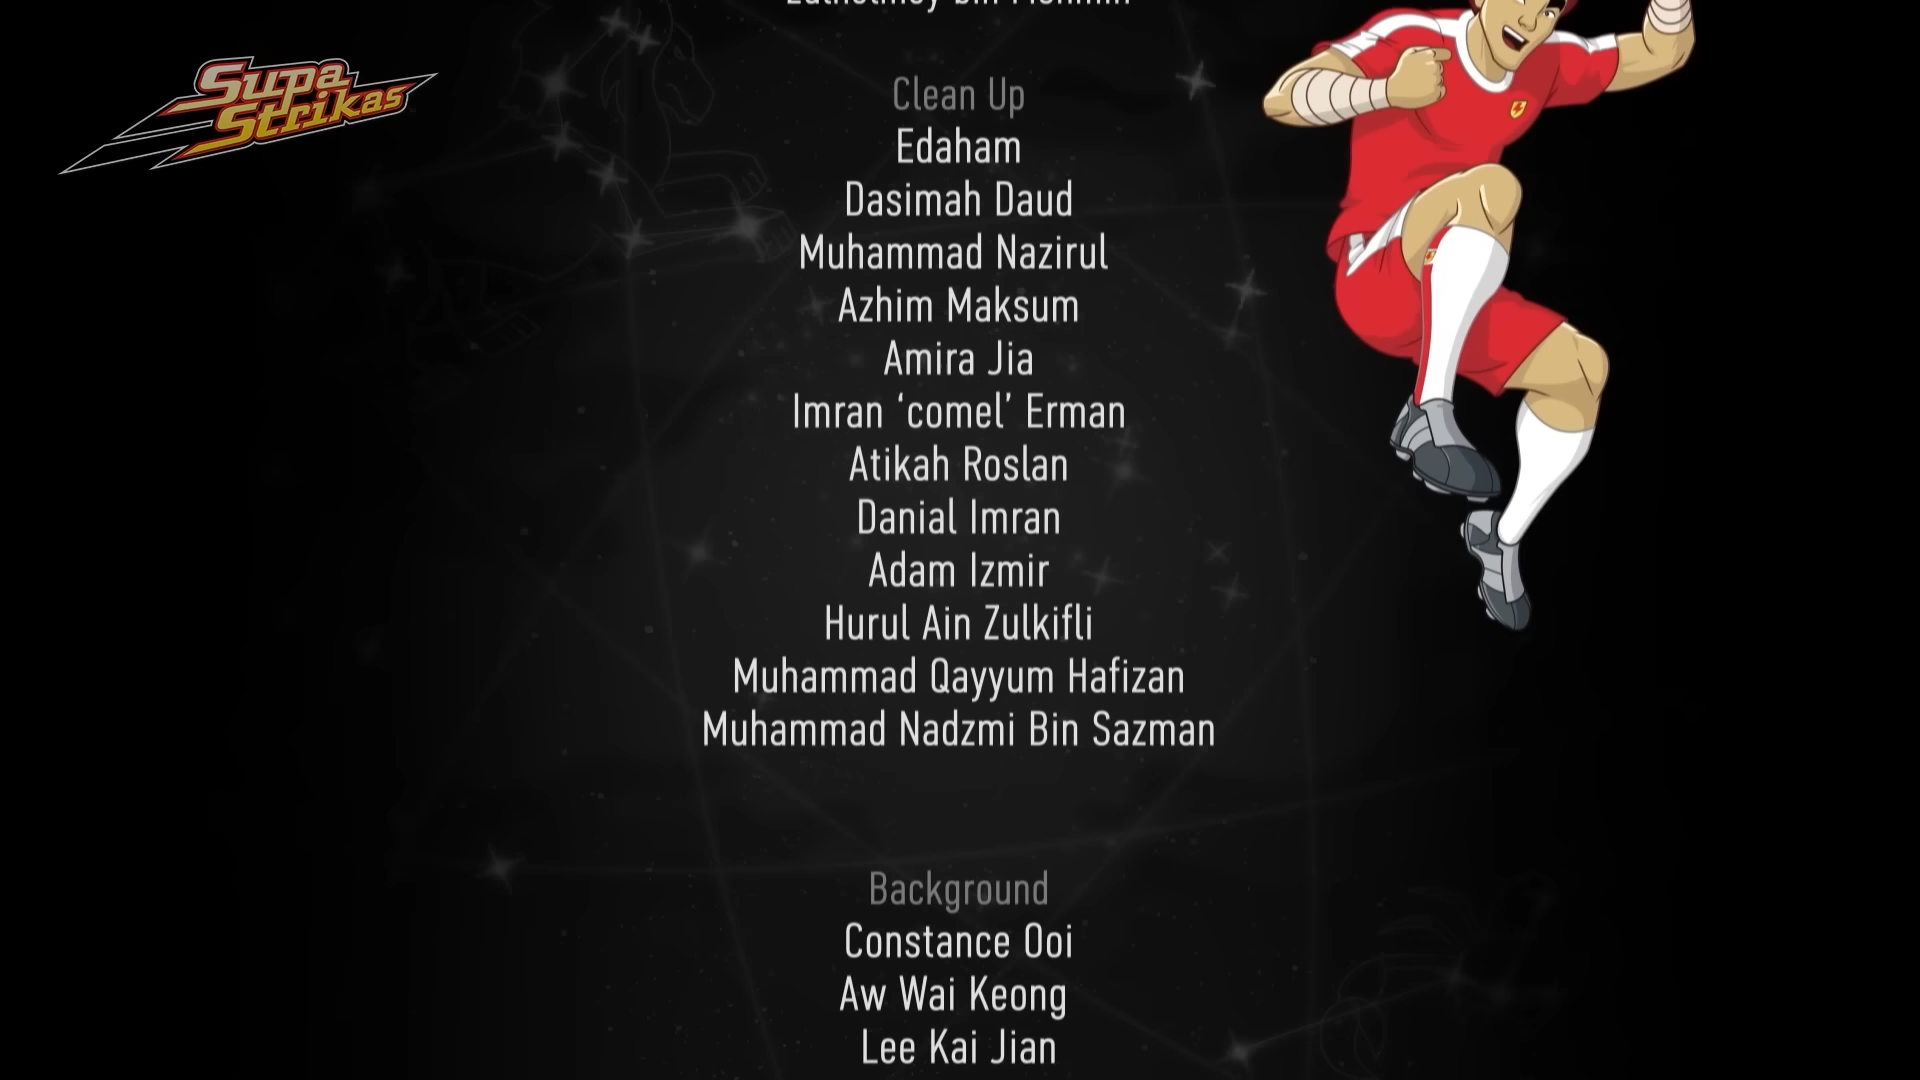 Supa
Strikas
Clean Up
Edaham
Dasimah Daud
Muhammad Nazirul
Azhim Maksum
Amira Jia
Imran ‘comel’ Erman
Atikah Roslan
Danial Imran
Adam Izmir
Hurul Ain Zulkifli
Muhammad Qayyum Hafizan
Muhammad Nadzmi Bin Sazman
Background
Constance Ooi
Aw Wai Keong
Lee Kai Jian